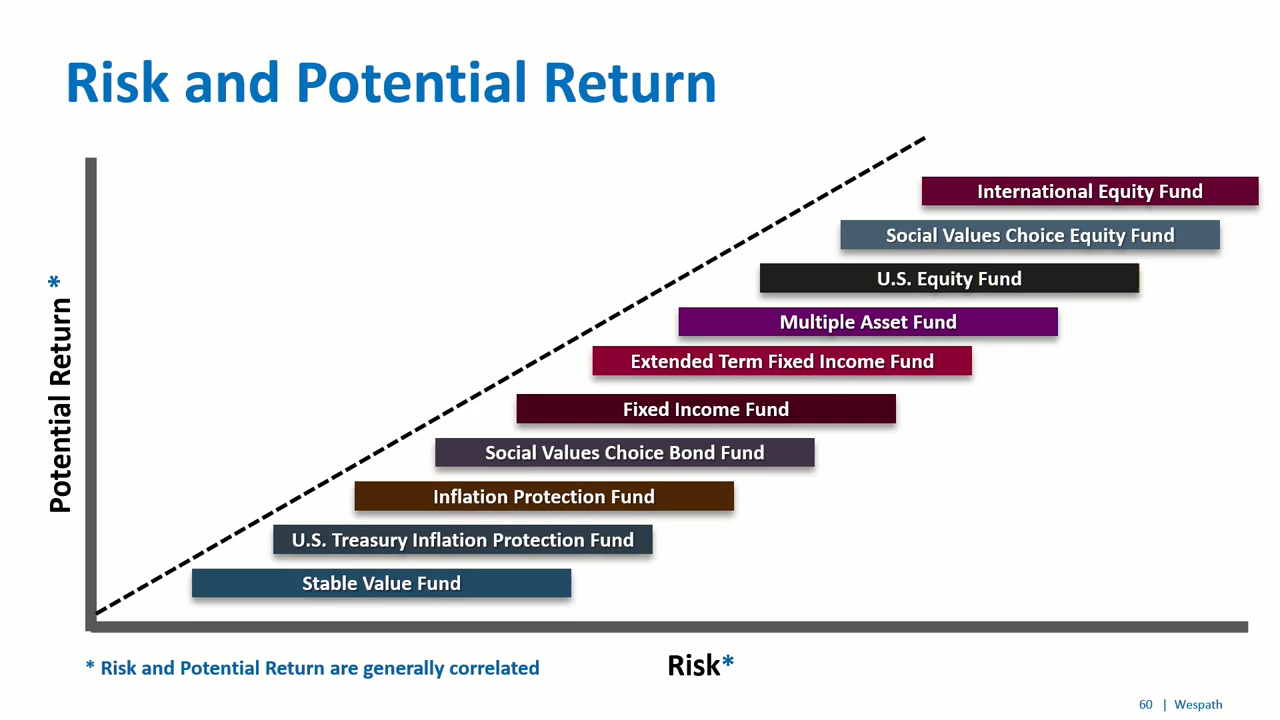 Risk and Potential Return
Potential Return *
International Equity Fund
Social Values Choice Equity Fund
U.S. Equity Fund
Multiple Asset Fund
Extended Term Fixed Income Fund
Fixed Income Fund
Social Values Choice Bond Fund
Inflation Protection Fund
U.S. Treasury Inflation Protection Fund
Stable Value Fund
* Risk and Potential Return are generally correlated
Risk*
60 | Wespath